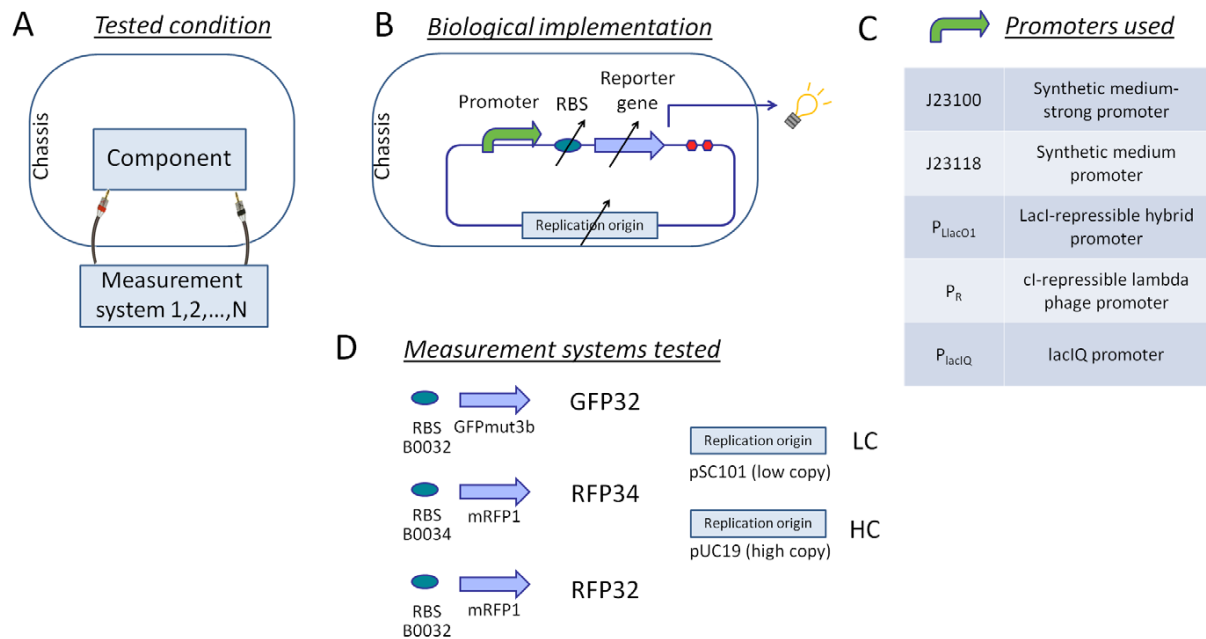 A
Tested condition
Chassis
Component
Measurement
system 1,2,...,N
B
Biological implementation
Chassis
Promoter
RBS
Reporter
gene
Replication origin
C
Promoters used
J23100
Synthetic medium-
strong promoter
J23118
Synthetic medium
promoter
PLlacO1
LacI-repressible hybrid
promoter
PR
cI-repressible lambda
phage promoter
PlacIQ
lacIQ promoter
D
Measurement systems tested
RBS
B0032
GFPmut3b
GFP32
RBS
B0034
mRFP1
RFP34
RBS
B0032
mRFP1
RFP32
Replication origin
LC
pSC101 (low copy)
Replication origin
HC
pUC19 (high copy)